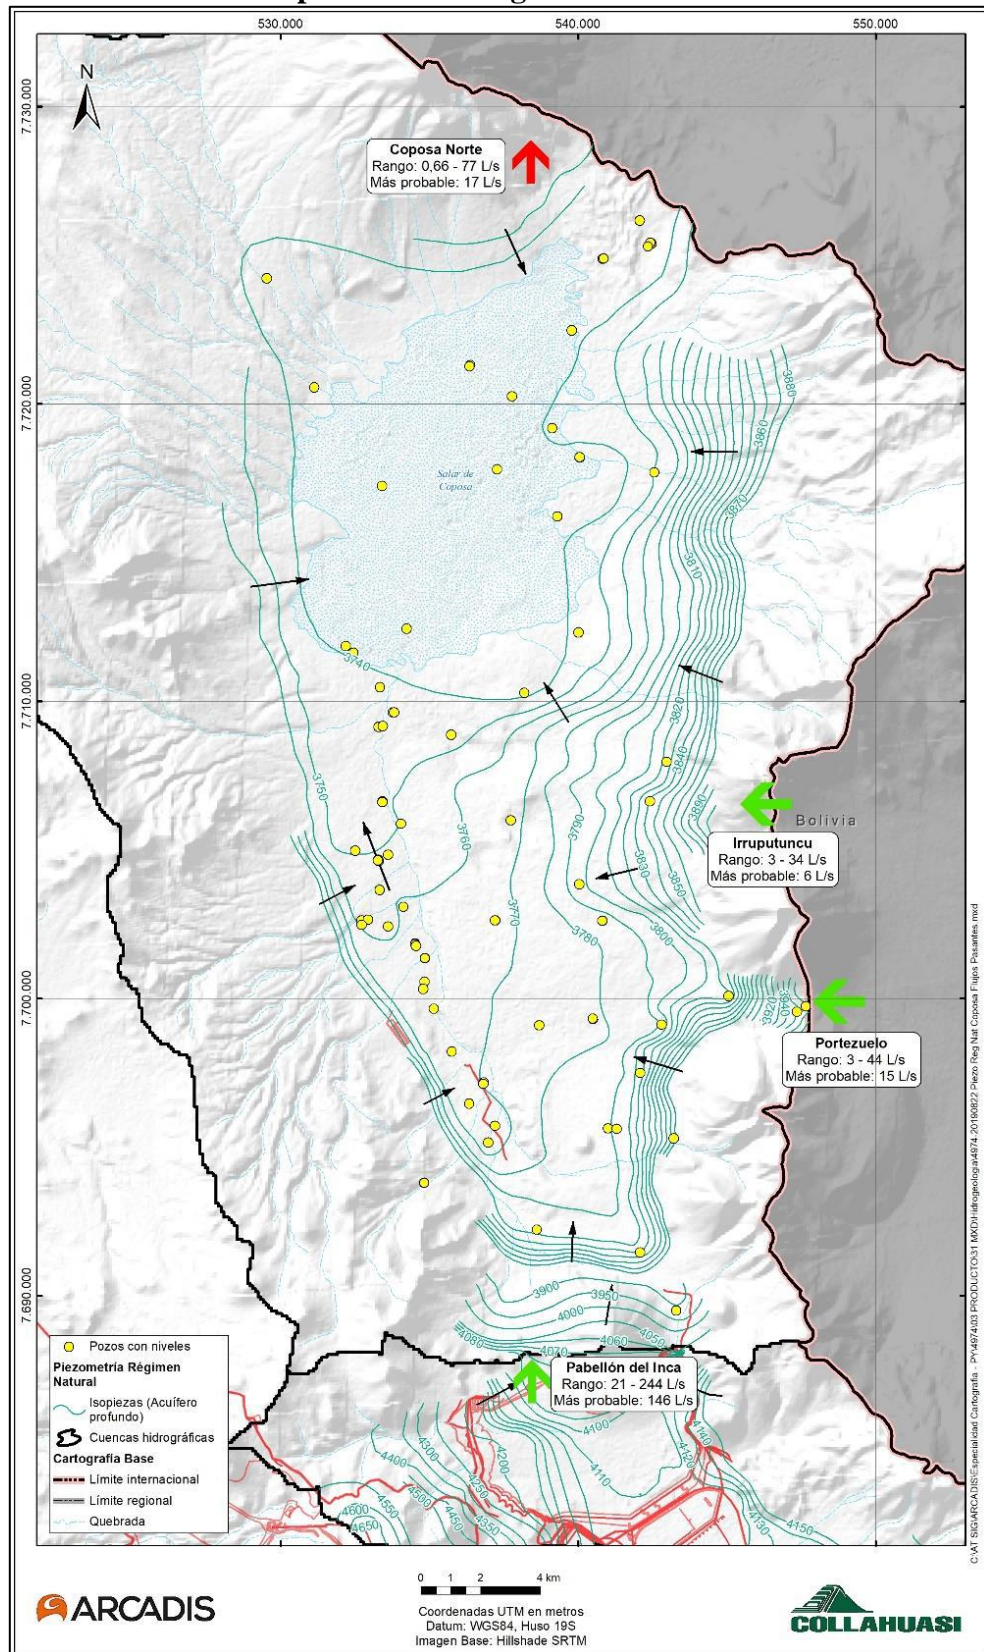 530.000
540.000
550.000
7.730.000
7.720.000
7.710.000
7.700.000
7.690.000
N
Coposa Norte
Rango: 0,66 - 77 L/s
Más probable: 17 L/s
3880
3860
3870
3810
Salar de
Coposa
3740
3820
3840
3750
3760
3790
3890
Bolivia
Irruputuncu
Rango: 3 - 34 L/s
Más probable: 6 L/s
3830
3850
3770
3780
3800
3920
3940
Portezuelo
Rango: 3 - 44 L/s
Más probable: 15 L/s
3900
3950
4000
4050
4060
4080
4070
Pabellón del Inca
Rango: 21 - 244 L/s
Más probable: 146 L/s
4100
4140
4120
4110
4200
4250
4300
4400
4500
4550
4600
4650
4450
4350
4130
4150
Pozos con niveles
Piezometría Régimen
Natural
Isopiezas (Acuífero
profundo)
Cuencas hidrográficas
Cartografía Base
Límite internacional
Límite regional
Quebrada
ARCADIS
0 1 2 4 km
Coordenadas UTM en metros
Datum: WGS84, Huso 19S
Imagen Base: Hillshade SRTM
COLLAHUASI